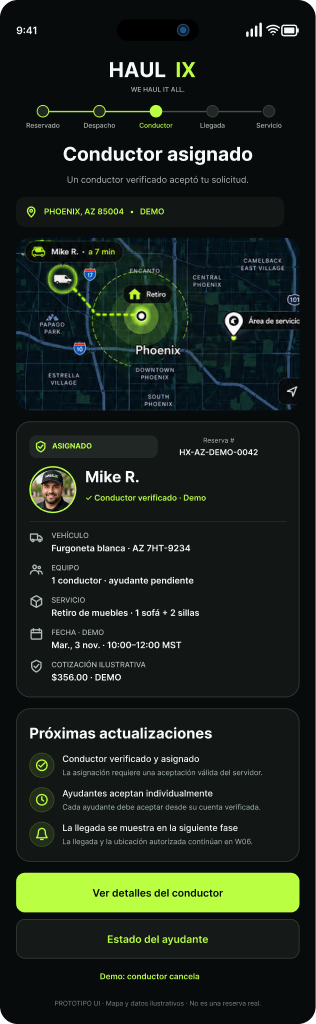 9:41
HAUL IX
WE HAUL IT ALL.
Reservado
Despacho
Conductor
Llegada
Servicio
Conductor asignado
Un conductor verificado aceptó tu solicitud.
PHOENIX, AZ 85004 • DEMO
Mike R. • a 7 min
17
ENCANTO
CENTRAL
PHOENIX
CAMELBACK
EAST VILLAGE
Retiro
101
PAPAGO
PARK
Área de servicio
10
Phoenix
ESTRELLA
VILLAGE
DOWNTOWN
PHOENIX
SOUTH
PHOENIX
ASIGNADO
Reserva #
HX-AZ-DEMO-0042
Mike R.
✓ Conductor verificado · Demo
VEHÍCULO
Furgoneta blanca · AZ 7HT-9234
EQUIPO
1 conductor · ayudante pendiente
SERVICIO
Retiro de muebles · 1 sofá + 2 sillas
FECHA · DEMO
Mar., 3 nov. · 10:00–12:00 MST
COTIZACIÓN ILUSTRATIVA
$356.00 · DEMO
Próximas actualizaciones
Conductor verificado y asignado
La asignación requiere una aceptación válida del servidor.
Ayudantes aceptan individualmente
Cada ayudante debe aceptar desde su cuenta verificada.
La llegada se muestra en la siguiente fase
La llegada y la ubicación autorizada continúan en W06.
Ver detalles del conductor
Estado del ayudante
Demo: conductor cancela
PROTOTIPO UI · Mapa y datos ilustrativos · No es una reserva real.